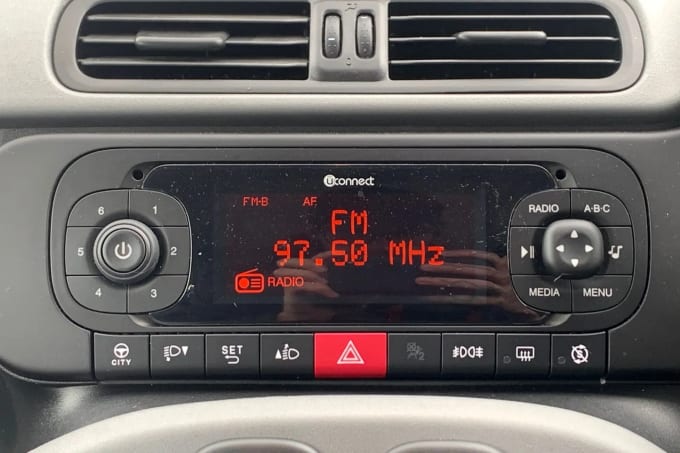 uconnect
FM-B AF
FM
97.50 MHz
RADIO
6 1
5 2
4 3
RADIO A·B·C
MEDIA MENU
CITY
SET
2